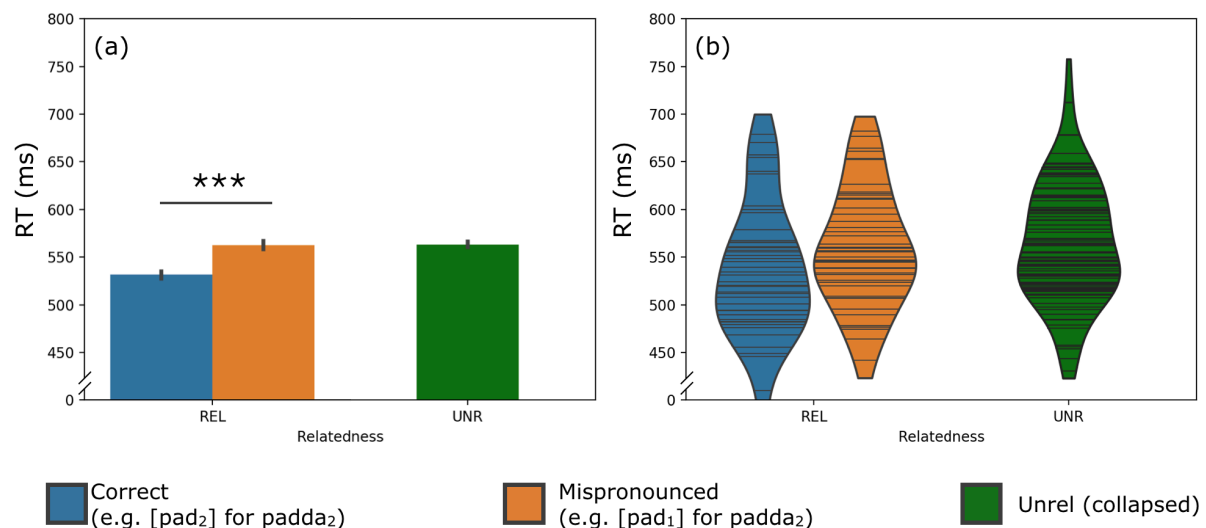 (a)
RT (ms)
800
750
700
650
600
550
500
450
0
***
REL
UNR
Relatedness
(b)
RT (ms)
800
750
700
650
600
550
500
450
0
REL
UNR
Relatedness
Correct
(e.g. [pad₂] for padda₂)
Mispronounced
(e.g. [pad₁] for padda₂)
Unrel (collapsed)